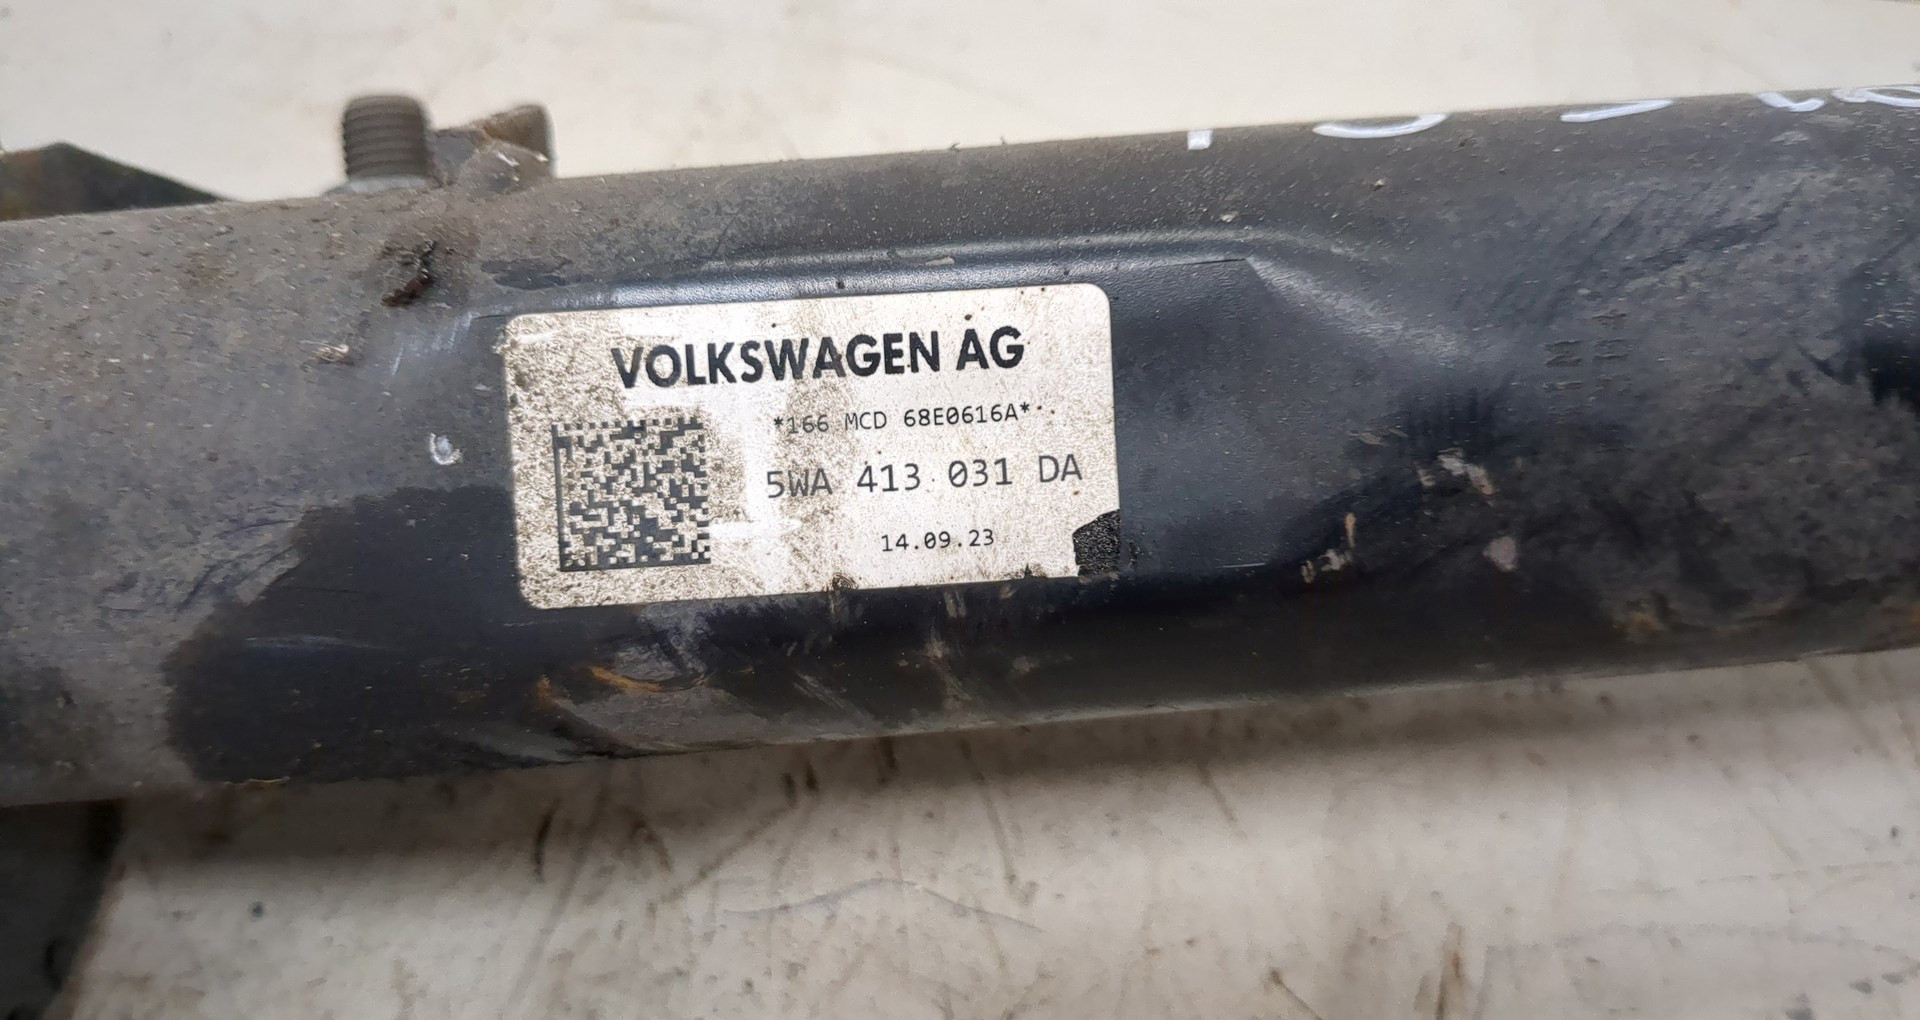 VOLKSWAGEN AG
*166 MCD 68E0616A*
5WA 413 031 DA
14.09.23